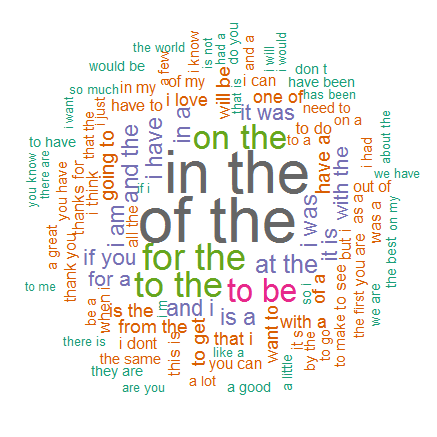 the world
i know
is not
had a
do you
and a
i will
i would
would be
a few
that is
i can
don t
have been
so much
in my
of my
will be
one of
has been
i want
i just
have to
i love
it was
need to
on a
to have
that the
going to
and the
i have
in a
on the
to a
to do
have a
with the
i had
about the
you know
there are
you have
thanks for
i think
i am
all the
if i
in the
of the
i was
it is
but i
as a
out of
was a
we have
on my
the best
a great
thank you
if you
for the
at the
to see
you are
the first
to me
for a
to the
to be
so i
of a
be a
when i
is the
i m
and i
is a
with a
to make
we are
there is
i dont
from the
to get
that i
want to
it s
by the
to go
the same
this is
like a
you can
they are
are you
a lot
a good
a little